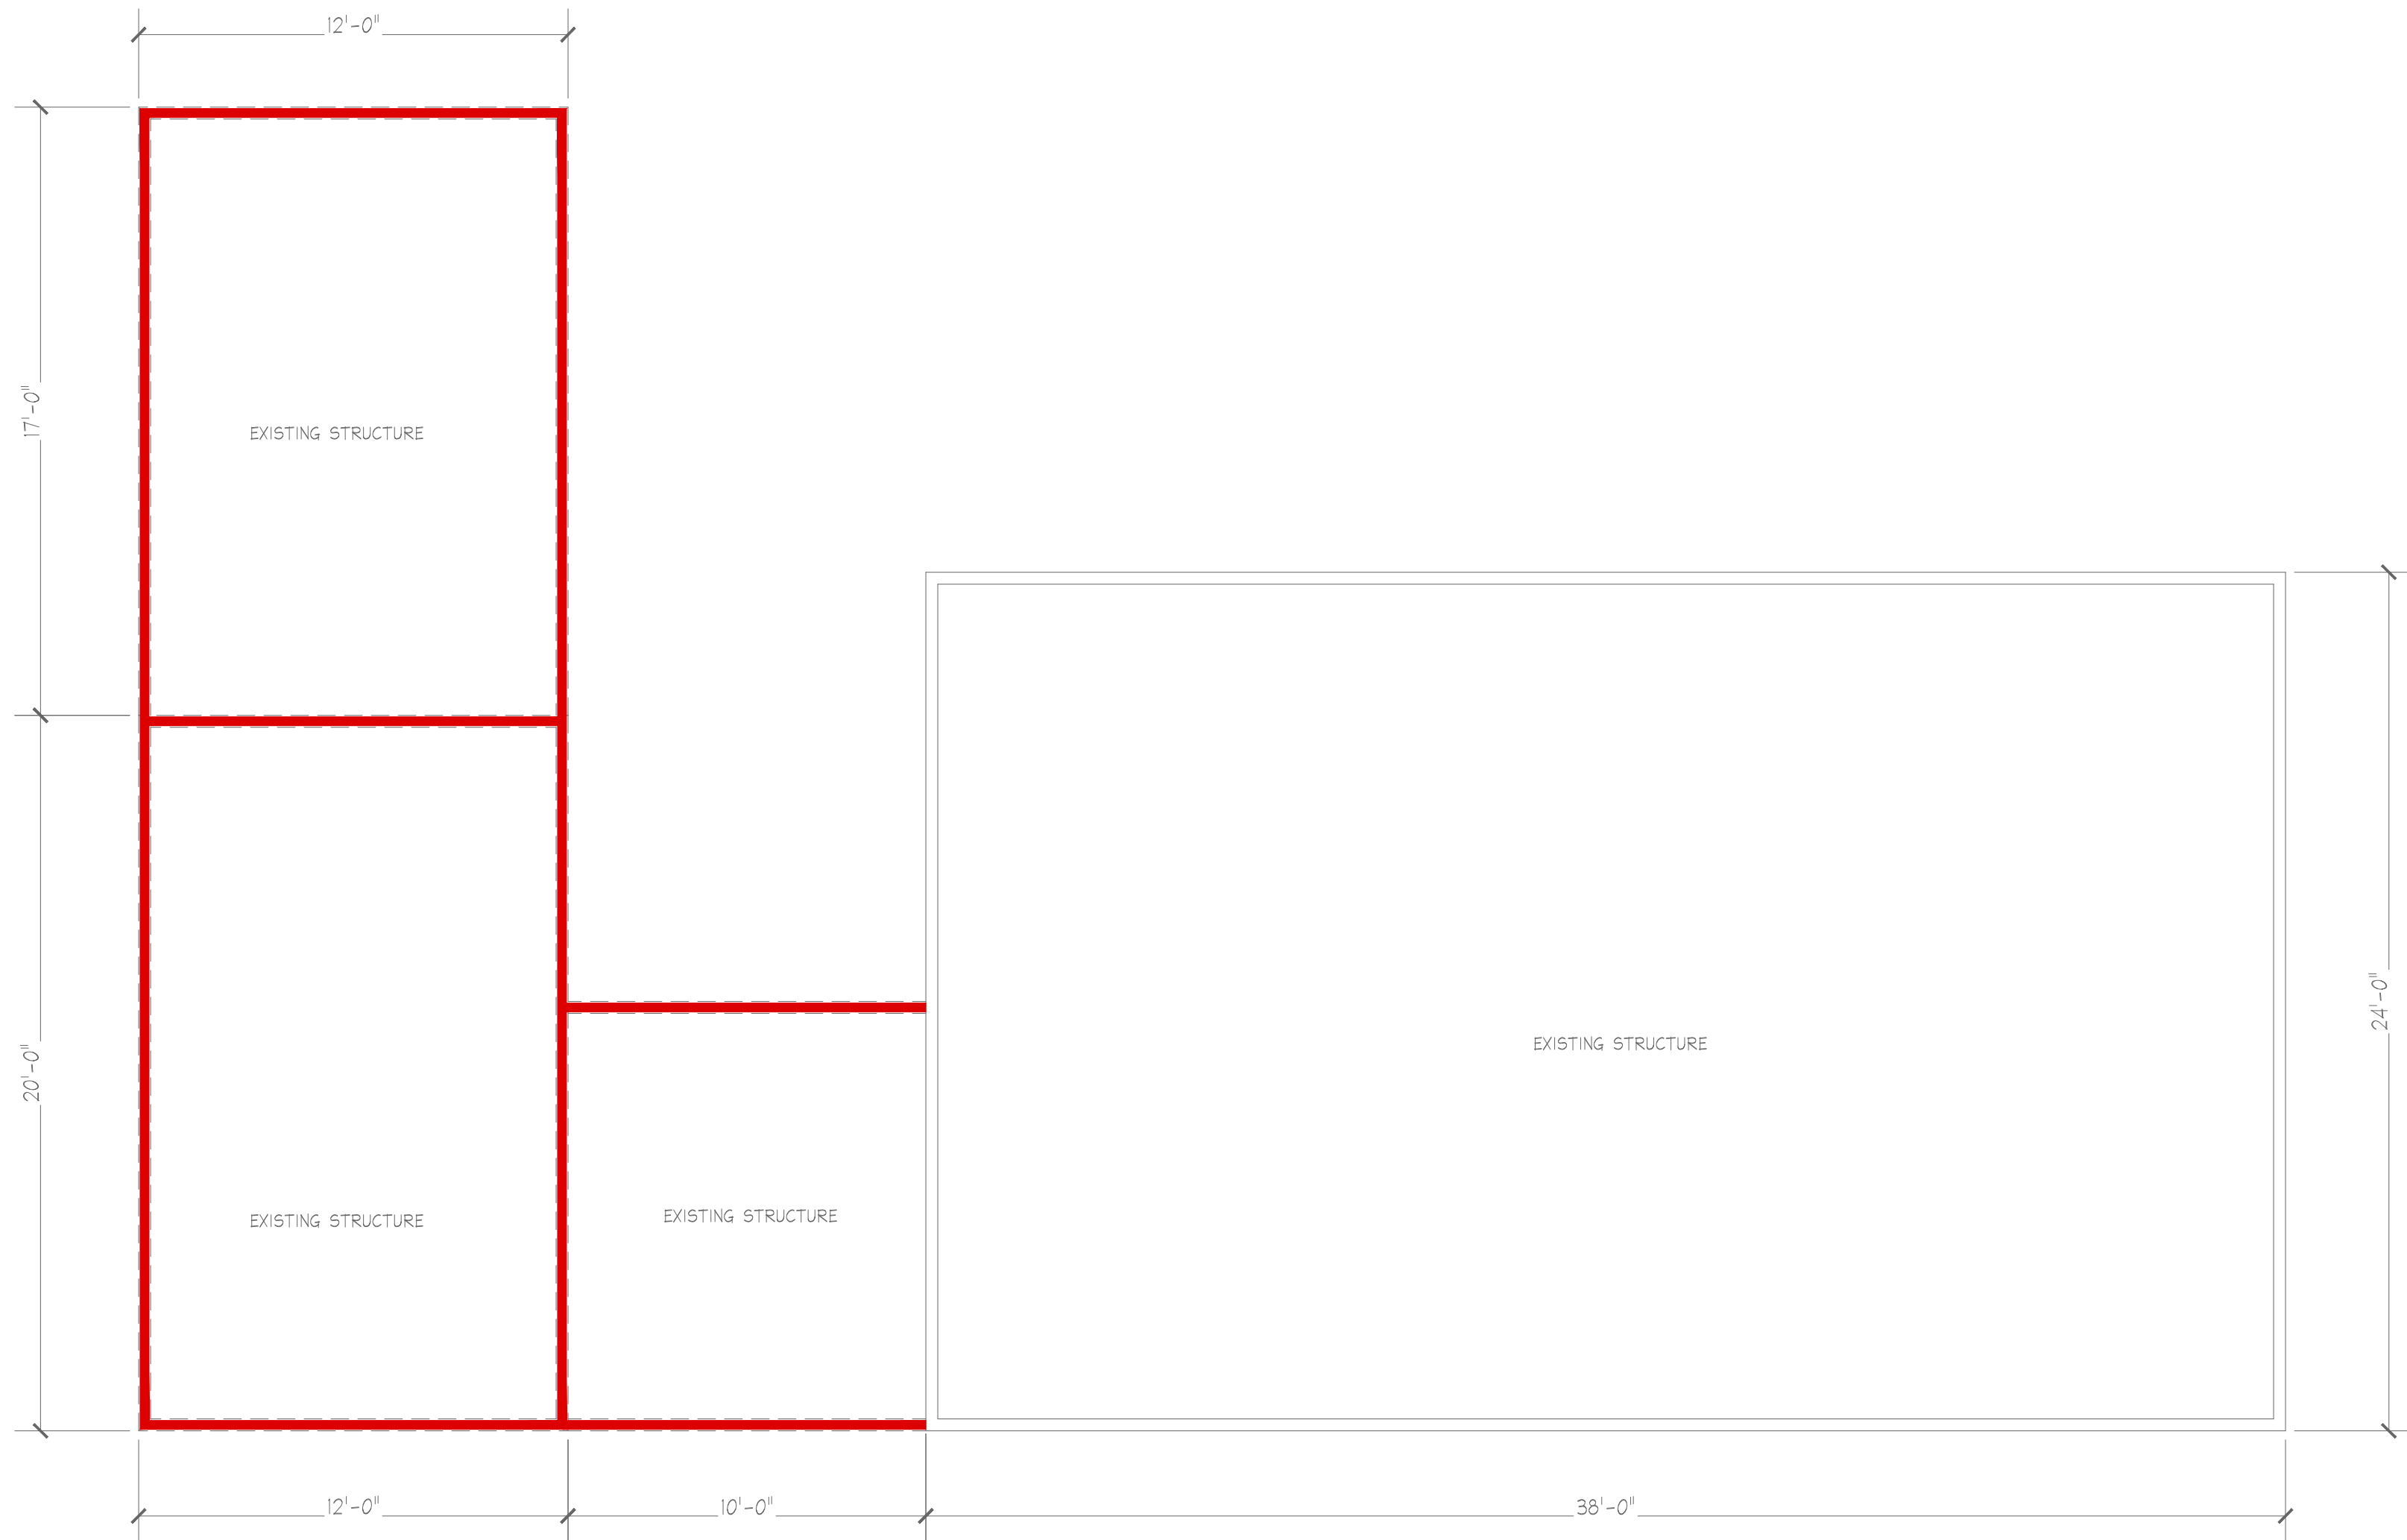 12'-0"
17'-0"
EXISTING STRUCTURE
24'-0"
EXISTING STRUCTURE
20'-0"
EXISTING STRUCTURE
EXISTING STRUCTURE
12'-0"
10'-0"
38'-0"